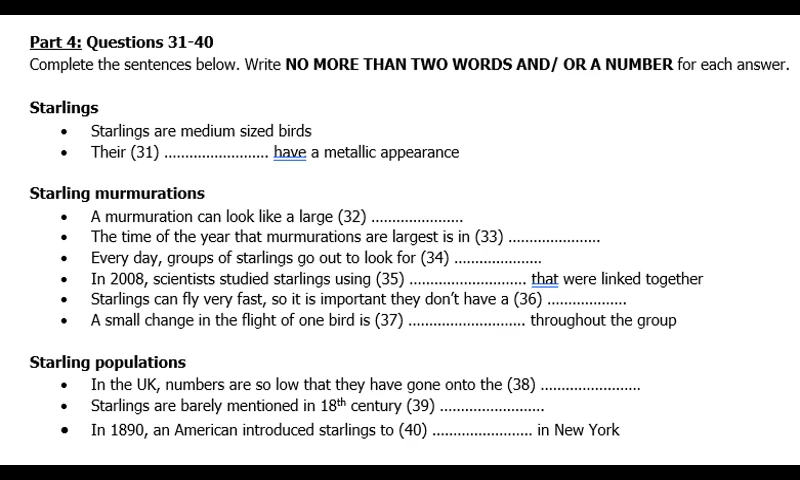 Part 4: Questions 31-40
Complete the sentences below. Write NO MORE THAN TWO WORDS AND/ OR A NUMBER for each answer.
Starlings
• Starlings are medium sized birds
• Their (31) ......................... have a metallic appearance
Starling murmurations
• A murmuration can look like a large (32) ......................
• The time of the year that murmurations are largest is in (33) ......................
• Every day, groups of starlings go out to look for (34) .....................
• In 2008, scientists studied starlings using (35) ............................ that were linked together
• Starlings can fly very fast, so it is important they don't have a (36) ...................
• A small change in the flight of one bird is (37) ............................ throughout the group
Starling populations
• In the UK, numbers are so low that they have gone onto the (38) ........................
• Starlings are barely mentioned in 18th century (39) .........................
• In 1890, an American introduced starlings to (40) ........................ in New York